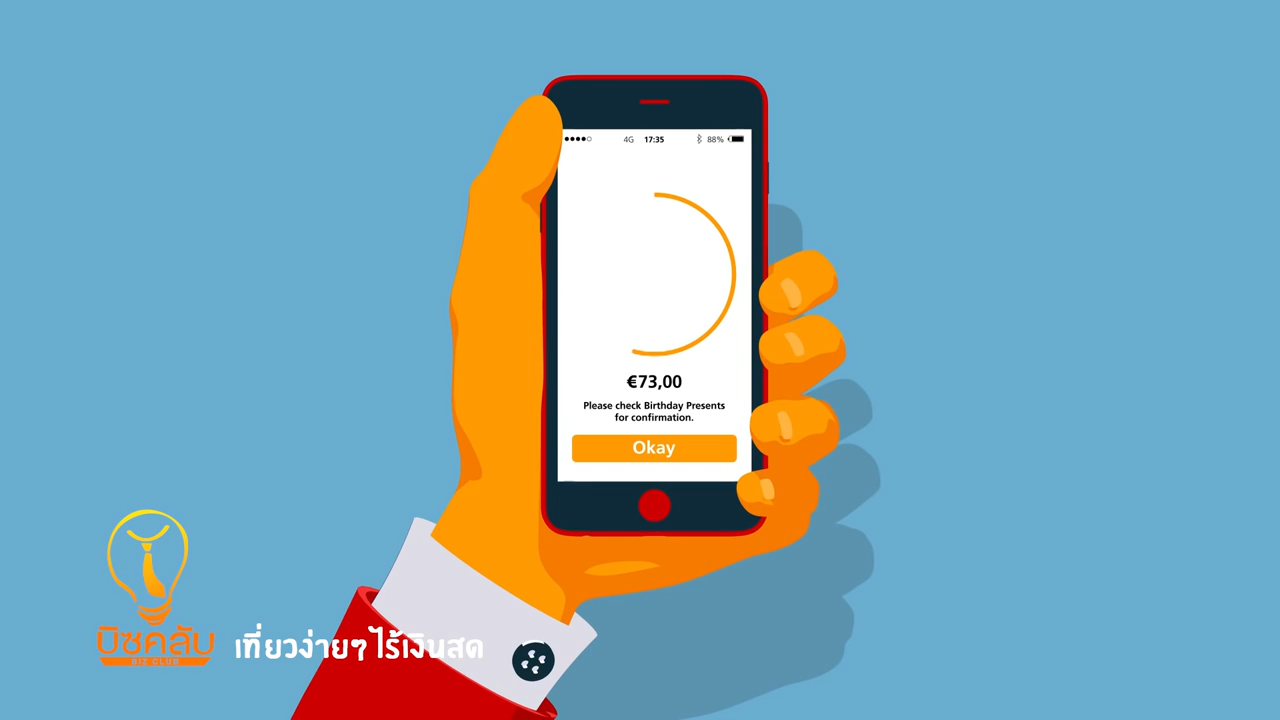 4G 17:35 88%
€73,00
Please check Birthday Presents
for confirmation.
Okay
บิซคลับ
BIZ CLUB
เที่ยวง่ายๆ ไร้เงินสด